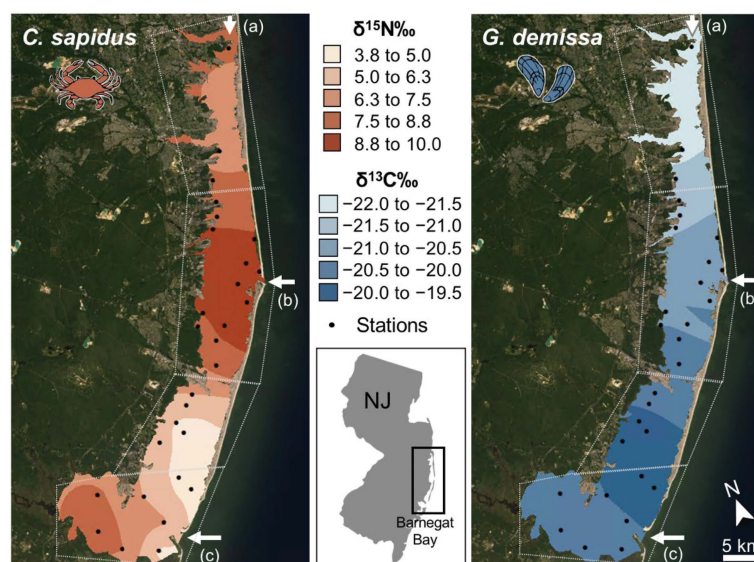 C. sapidus
(a)
(b)
(c)
δ¹⁵N‰
3.8 to 5.0
5.0 to 6.3
6.3 to 7.5
7.5 to 8.8
8.8 to 10.0
δ¹³C‰
−22.0 to −21.5
−21.5 to −21.0
−21.0 to −20.5
−20.5 to −20.0
−20.0 to −19.5
Stations
NJ
Barnegat
Bay
G. demissa
(a)
(b)
(c)
N
5 km